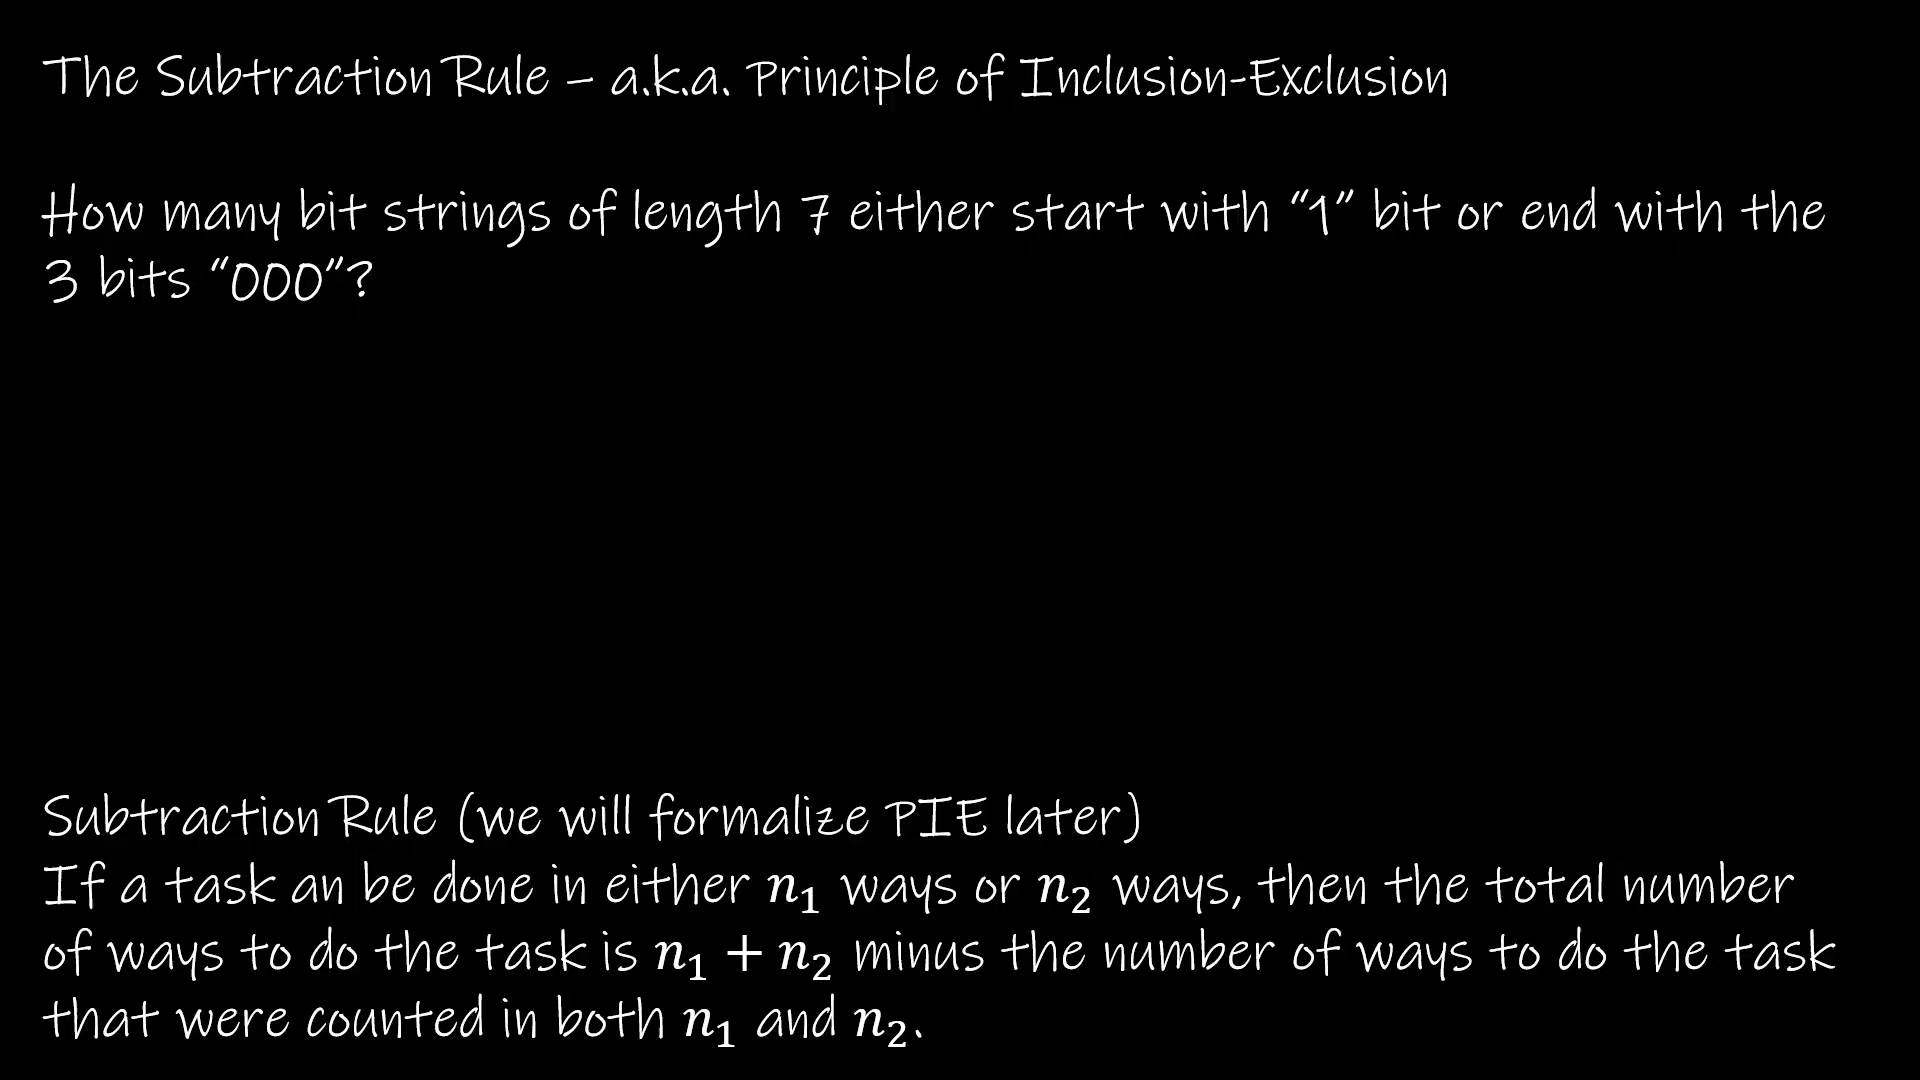 The Subtraction Rule – a.k.a. Principle of Inclusion-Exclusion
How many bit strings of length 7 either start with “1” bit or end with the
3 bits “000”?
Subtraction Rule (we will formalize PIE later)
If a task an be done in either n₁ ways or n₂ ways, then the total number
of ways to do the task is n₁ + n₂ minus the number of ways to do the task
that were counted in both n₁ and n₂.